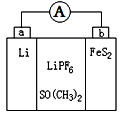 A
a b
Li FeS₂
LiPF₆
SO(CH₃)₂